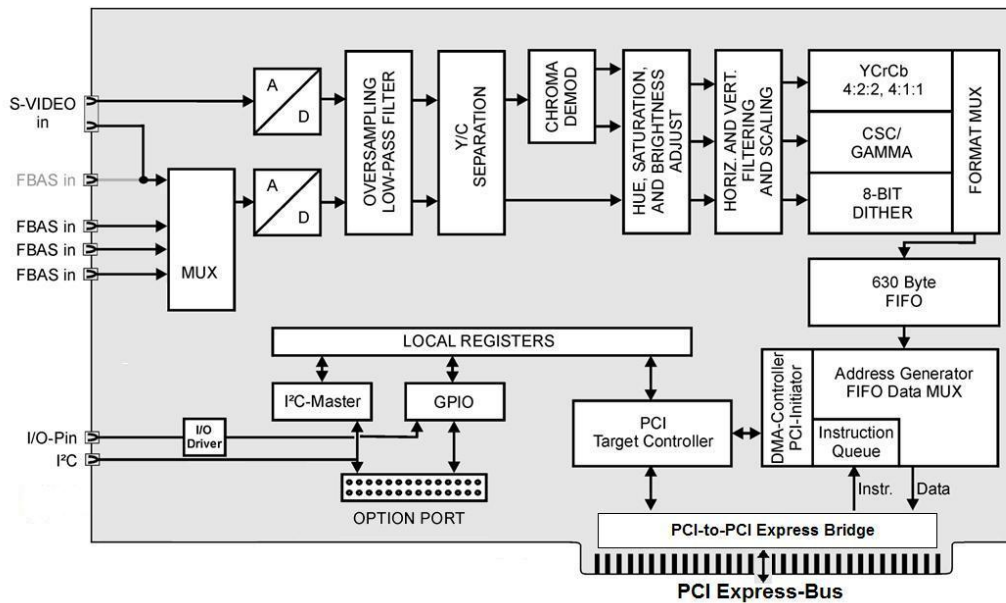 S-VIDEO
in
FBAS in
FBAS in
FBAS in
FBAS in
MUX
A
D
A
D
OVERSAMPLING
LOW-PASS FILTER
Y/C
SEPARATION
CHROMA
DEMOD
HUE, SATURATION,
AND BRIGHTNESS
ADJUST
HORIZ. AND VERT.
FILTERING
AND SCALING
YCrCb
4:2:2, 4:1:1
CSC/
GAMMA
8-BIT
DITHER
FORMAT MUX
630 Byte
FIFO
LOCAL REGISTERS
I²C-Master
GPIO
I/O-Pin
I²C
I/O
Driver
OPTION PORT
PCI
Target Controller
DMA-Controller
PCI-Initiator
Address Generator
FIFO Data MUX
Instruction
Queue
Instr.
Data
PCI-to-PCI Express Bridge
PCI Express-Bus